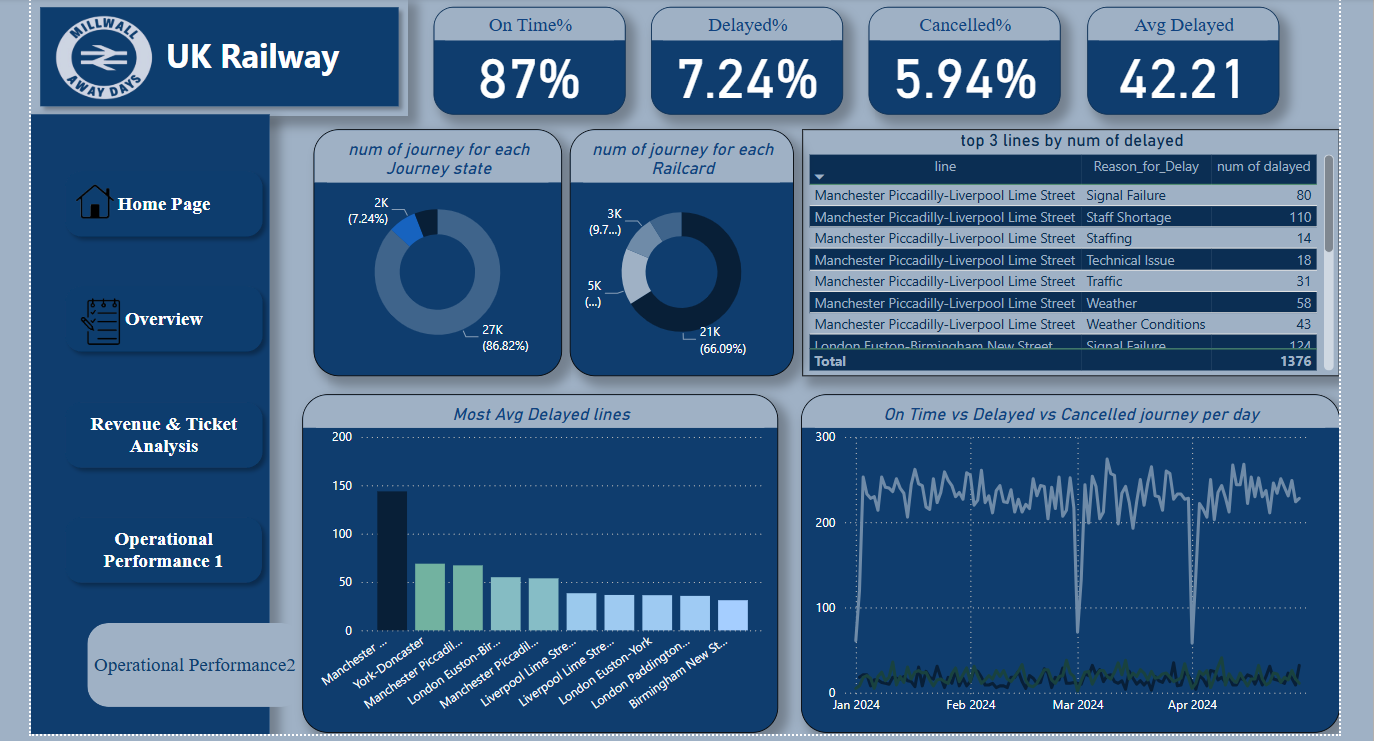 MILLWALL
AWAY DAYS
UK Railway
On Time%
87%
Delayed%
7.24%
Cancelled%
5.94%
Avg Delayed
42.21
Home Page
Overview
Revenue & Ticket
Analysis
Operational
Performance 1
Operational Performance2
num of journey for each
Journey state
2K
(7.24%)
27K
(86.82%)
num of journey for each
Railcard
3K
(9.7...)
5K
(...)
21K
(66.09%)
top 3 lines by num of delayed
line Reason_for_Delay num of dalayed
Manchester Piccadilly-Liverpool Lime Street Signal Failure 80
Manchester Piccadilly-Liverpool Lime Street Staff Shortage 110
Manchester Piccadilly-Liverpool Lime Street Staffing 14
Manchester Piccadilly-Liverpool Lime Street Technical Issue 18
Manchester Piccadilly-Liverpool Lime Street Traffic 31
Manchester Piccadilly-Liverpool Lime Street Weather 58
Manchester Piccadilly-Liverpool Lime Street Weather Conditions 43
London Euston-Birmingham New Street Signal Failure 124
Total 1376
Most Avg Delayed lines
200
150
100
50
0
Manchester ...
York-Doncaster
Manchester Piccadil...
London Euston-Bir...
Manchester Piccadil...
Liverpool Lime Stre...
Liverpool Lime Stre...
London Euston-York
London Paddington...
Birmingham New St...
On Time vs Delayed vs Cancelled journey per day
300
200
100
0
Jan 2024 Feb 2024 Mar 2024 Apr 2024